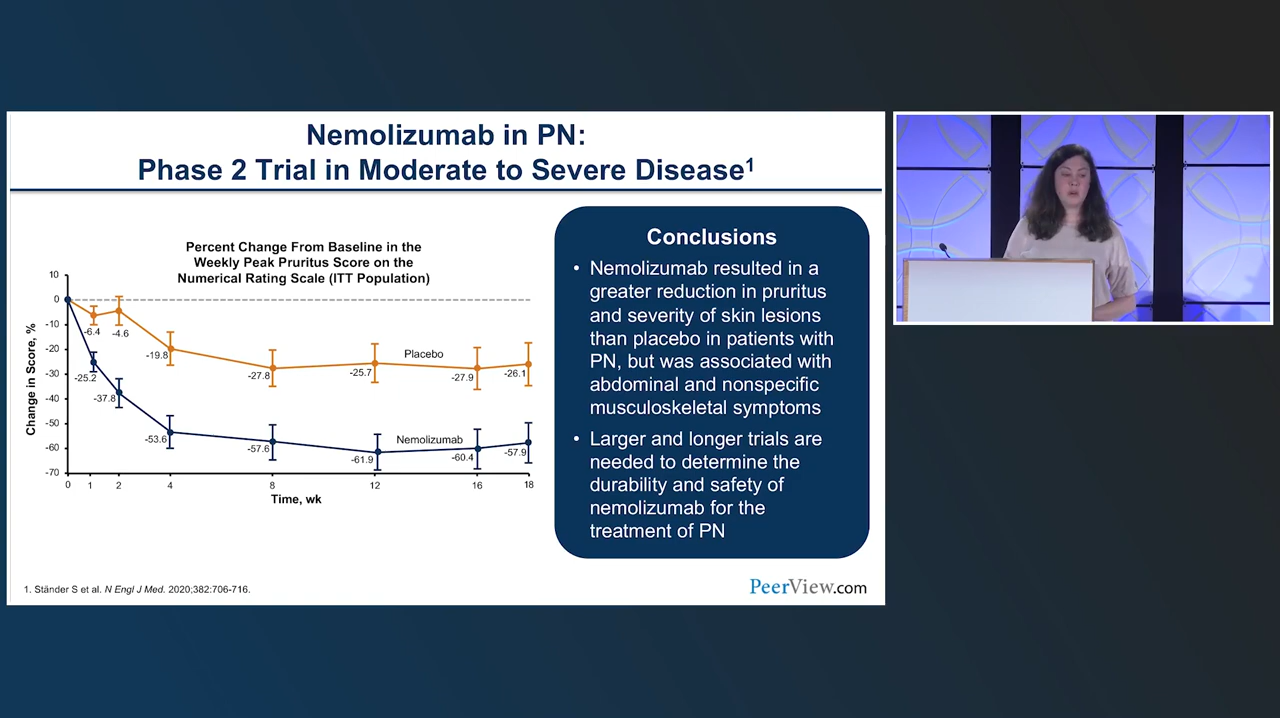 Nemolizumab in PN:
Phase 2 Trial in Moderate to Severe Disease1
Percent Change From Baseline in the
Weekly Peak Pruritus Score on the
Numerical Rating Scale (ITT Population)
Change in Score, %
10
0
-10
-20
-30
-40
-50
-60
-70
-6.4
-4.6
-19.8
-27.8
-25.7
-27.9
-26.1
Placebo
-25.2
-37.8
-53.6
-57.6
-61.9
-60.4
-57.9
Nemolizumab
0 1 2 4 8 12 16 18
Time, wk
Conclusions
• Nemolizumab resulted in a
greater reduction in pruritus
and severity of skin lesions
than placebo in patients with
PN, but was associated with
abdominal and nonspecific
musculoskeletal symptoms
• Larger and longer trials are
needed to determine the
durability and safety of
nemolizumab for the
treatment of PN
1. Ständer S et al. N Engl J Med. 2020;382:706-716.
PeerView.com